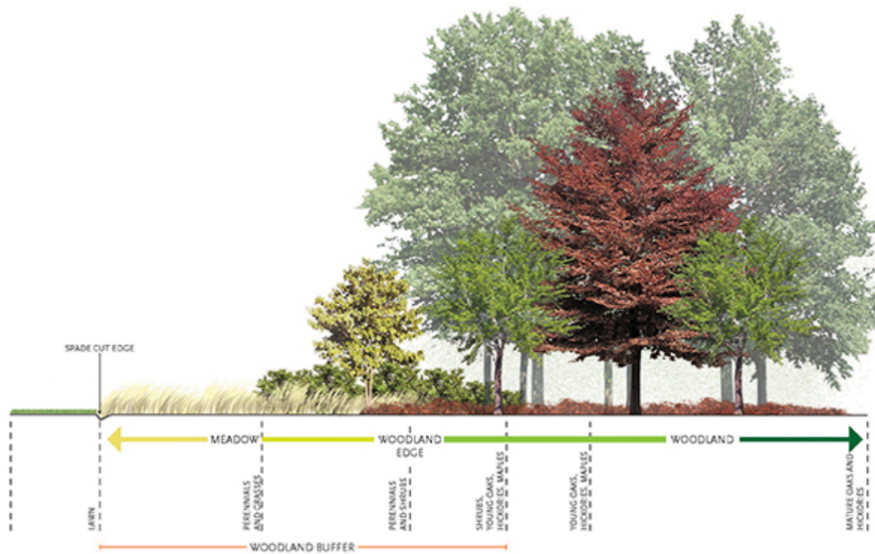 SPADE CUT EDGE
MEADOW
WOODLAND
EDGE
WOODLAND
LAWN
PERENNIALS
AND GRASSES
PERENNIALS
AND SHRUBS
SHRUBS,
YOUNG OAKS,
HICKORIES, MAPLES
YOUNG OAKS,
HICKORIES, MAPLES
MATURE OAKS AND
HICKORIES
WOODLAND BUFFER